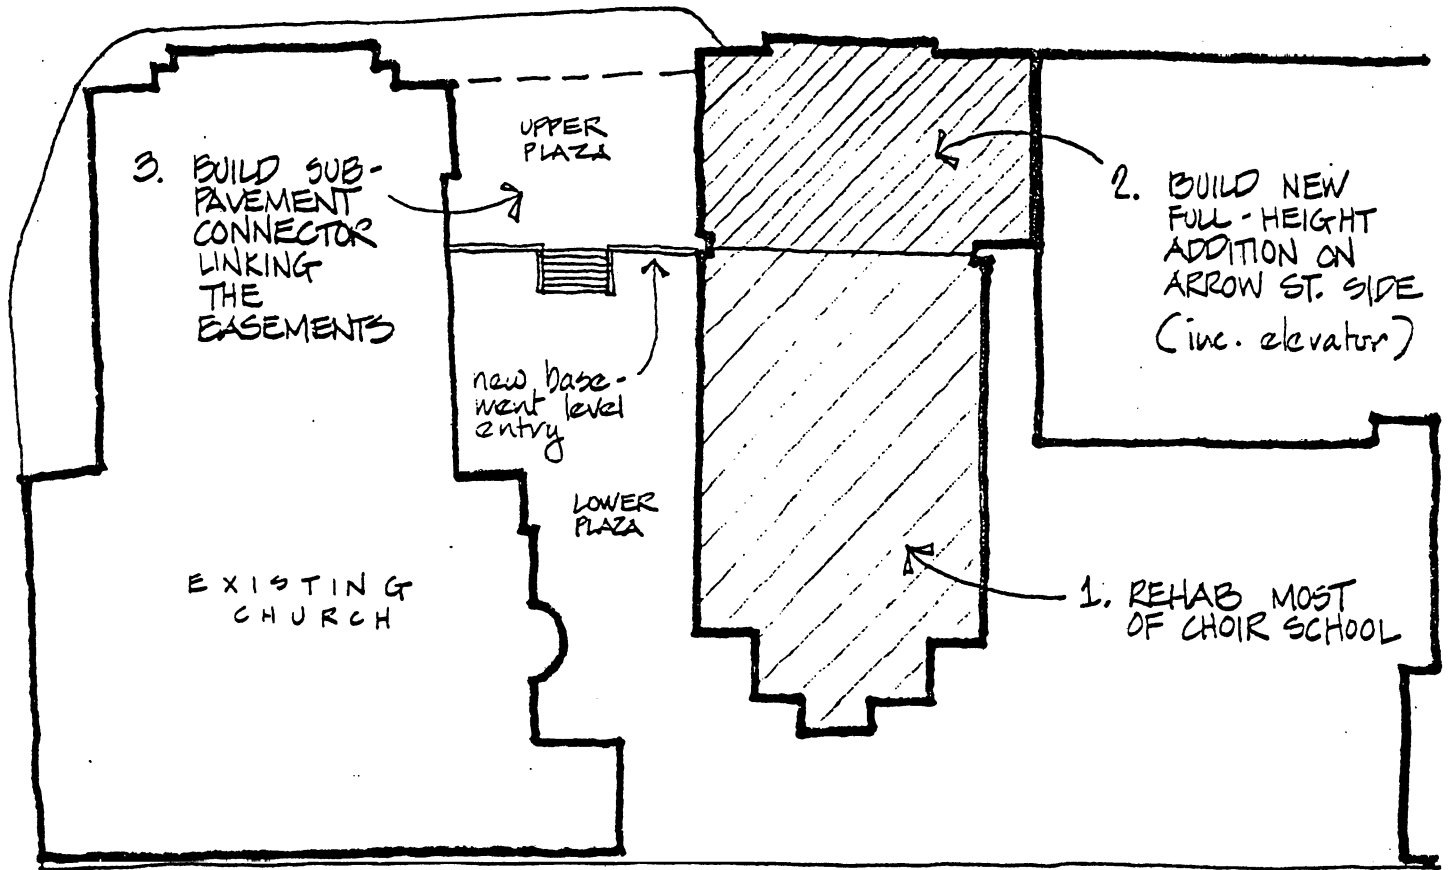 UPPER
PLAZA
3. BUILD SUB-
PAVEMENT
CONNECTOR
LINKING
THE
EASEMENTS
2. BUILD NEW
FULL-HEIGHT
ADDITION ON
ARROW ST. SIDE
(inc. elevator)
new base-
ment level
entry
LOWER
PLAZA
EXISTING
CHURCH
1. REHAB MOST
OF CHOIR SCHOOL